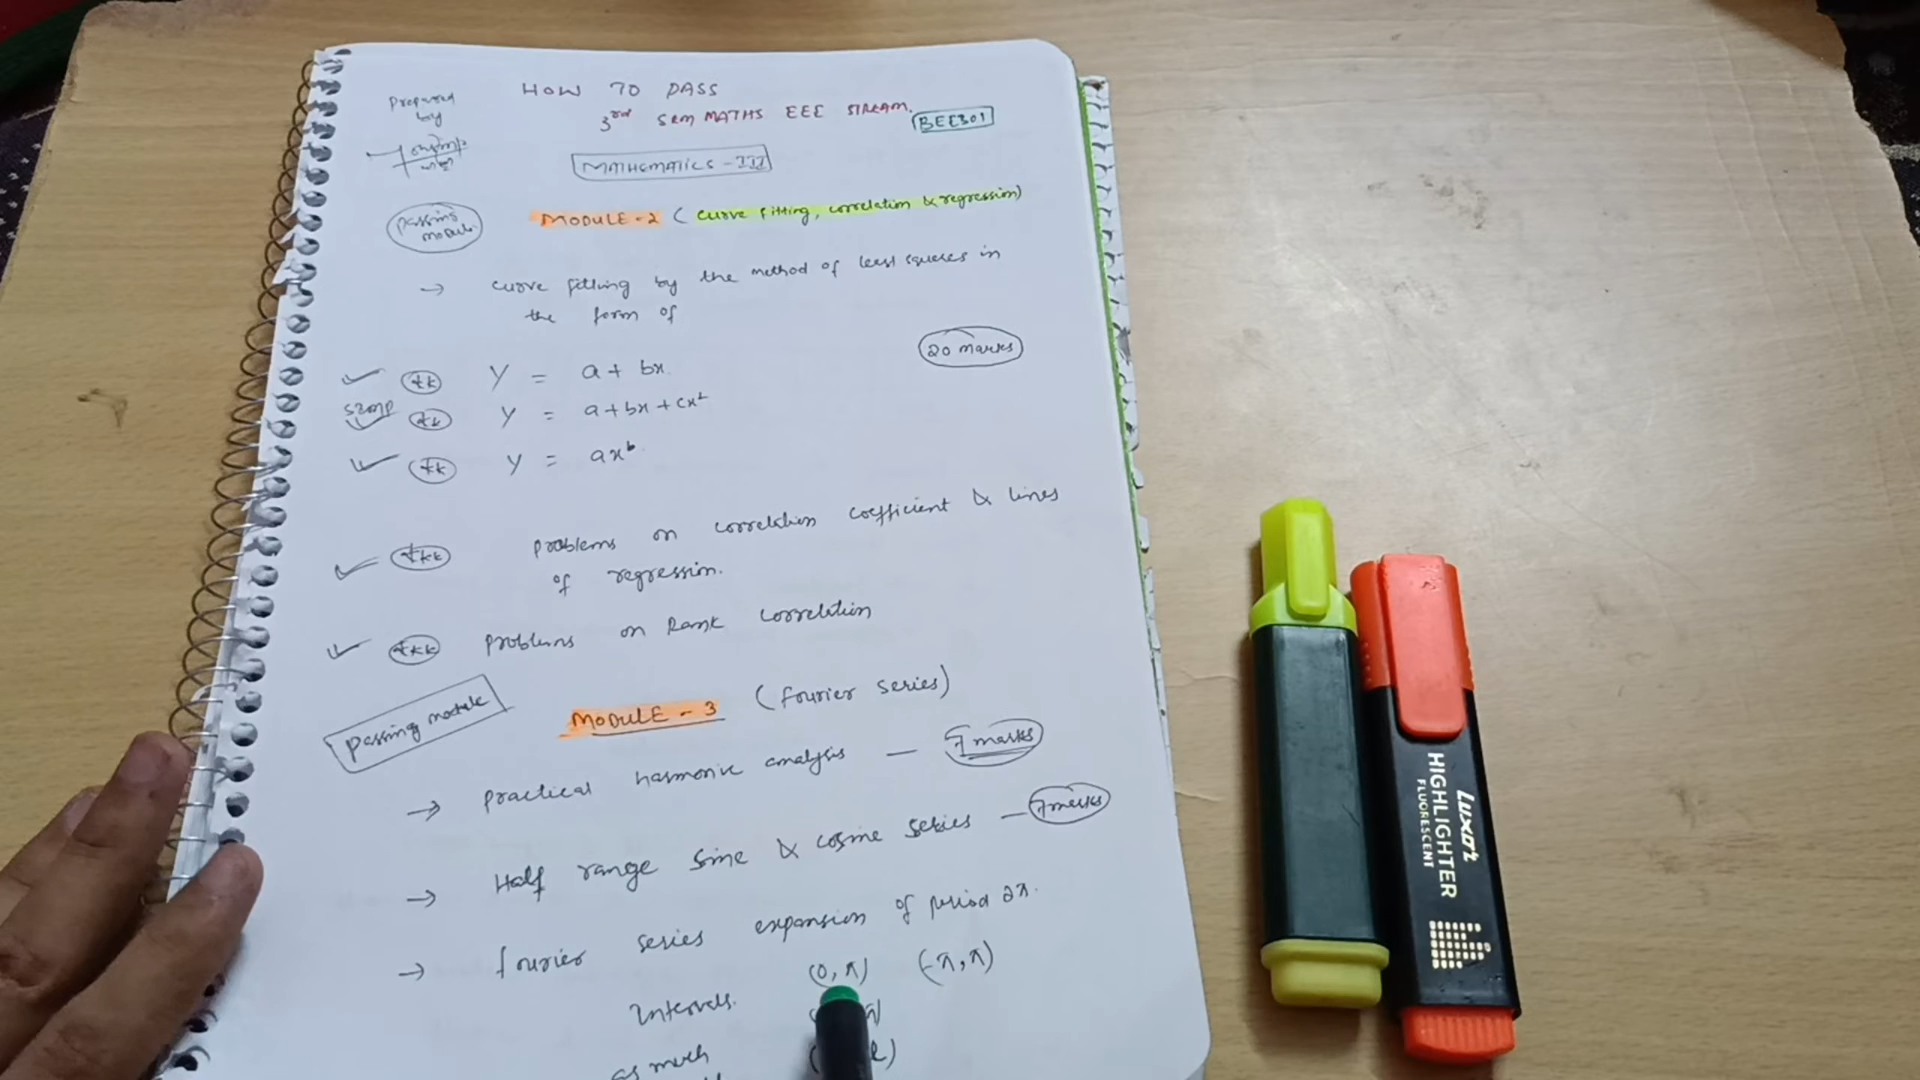 HOW TO PASS
3rd SEM MATHS EEE STREAM.
BEE301
Prepared by
MATHEMATICS - III
Passing module
MODULE-2 ( Curve fitting, correlation & regression)
→ curve fitting by the method of least squares in
the form of
20 marks
Y = a + bx
Y = a + bx + cx²
Y = axᵇ
problems on correlation coefficient & lines
of regression.
problems on Rank correlation
Passing module
MODULE - 3 (Fourier Series)
→ practical harmonic analysis — 7 marks
→ Half range sine & cosine series — 7 marks
→ fourier series expansion of period 2π.
Intervals. (0, π) (-π, π)
as much
Luxor
HIGHLIGHTER
FLUORESCENT